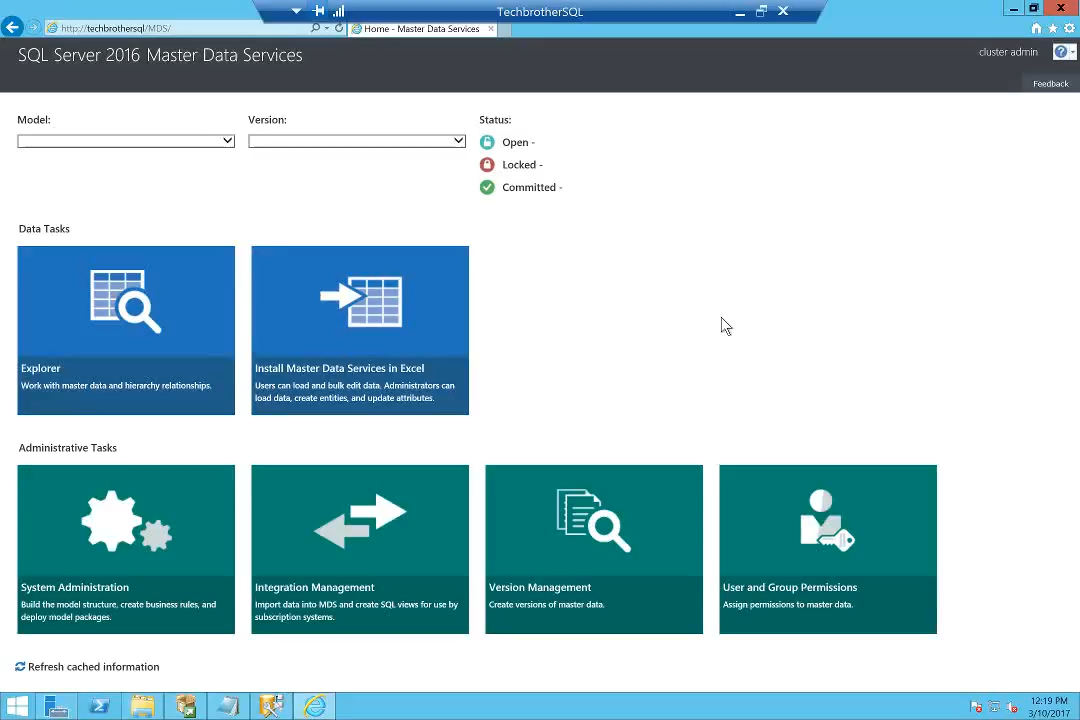 TechbrotherSQL
http://techbrothersql/MDS/
Home - Master Data Services
SQL Server 2016 Master Data Services
cluster admin
Feedback
Model:
Version:
Status:
Open -
Locked -
Committed -
Data Tasks
Explorer
Work with master data and hierarchy relationships.
Install Master Data Services in Excel
Users can load and bulk edit data. Administrators can
load data, create entities, and update attributes.
Administrative Tasks
System Administration
Build the model structure, create business rules, and
deploy model packages.
Integration Management
Import data into MDS and create SQL views for use by
subscription systems.
Version Management
Create versions of master data.
User and Group Permissions
Assign permissions to master data.
Refresh cached information
12:19 PM
3/10/2017